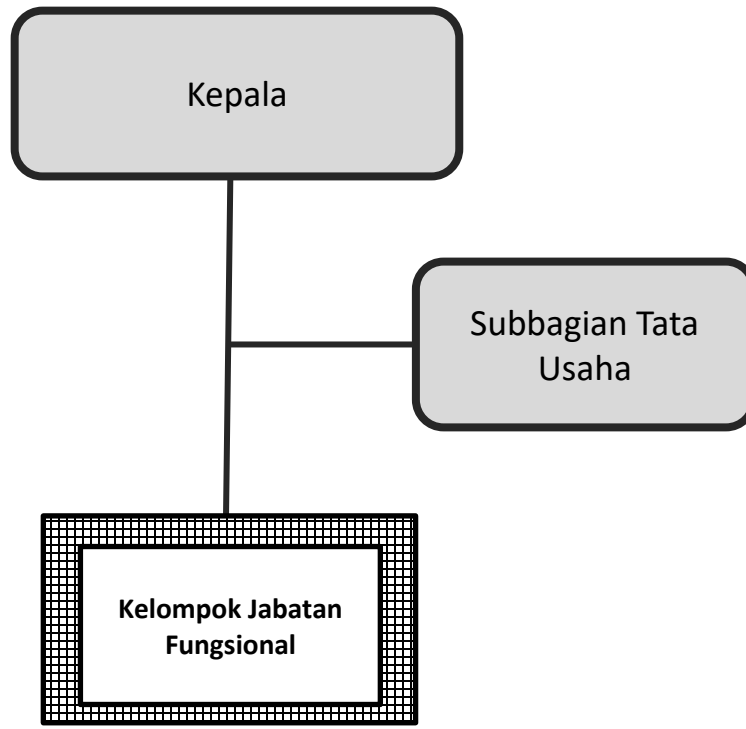 Kepala
Subbagian Tata
Usaha
Kelompok Jabatan
Fungsional